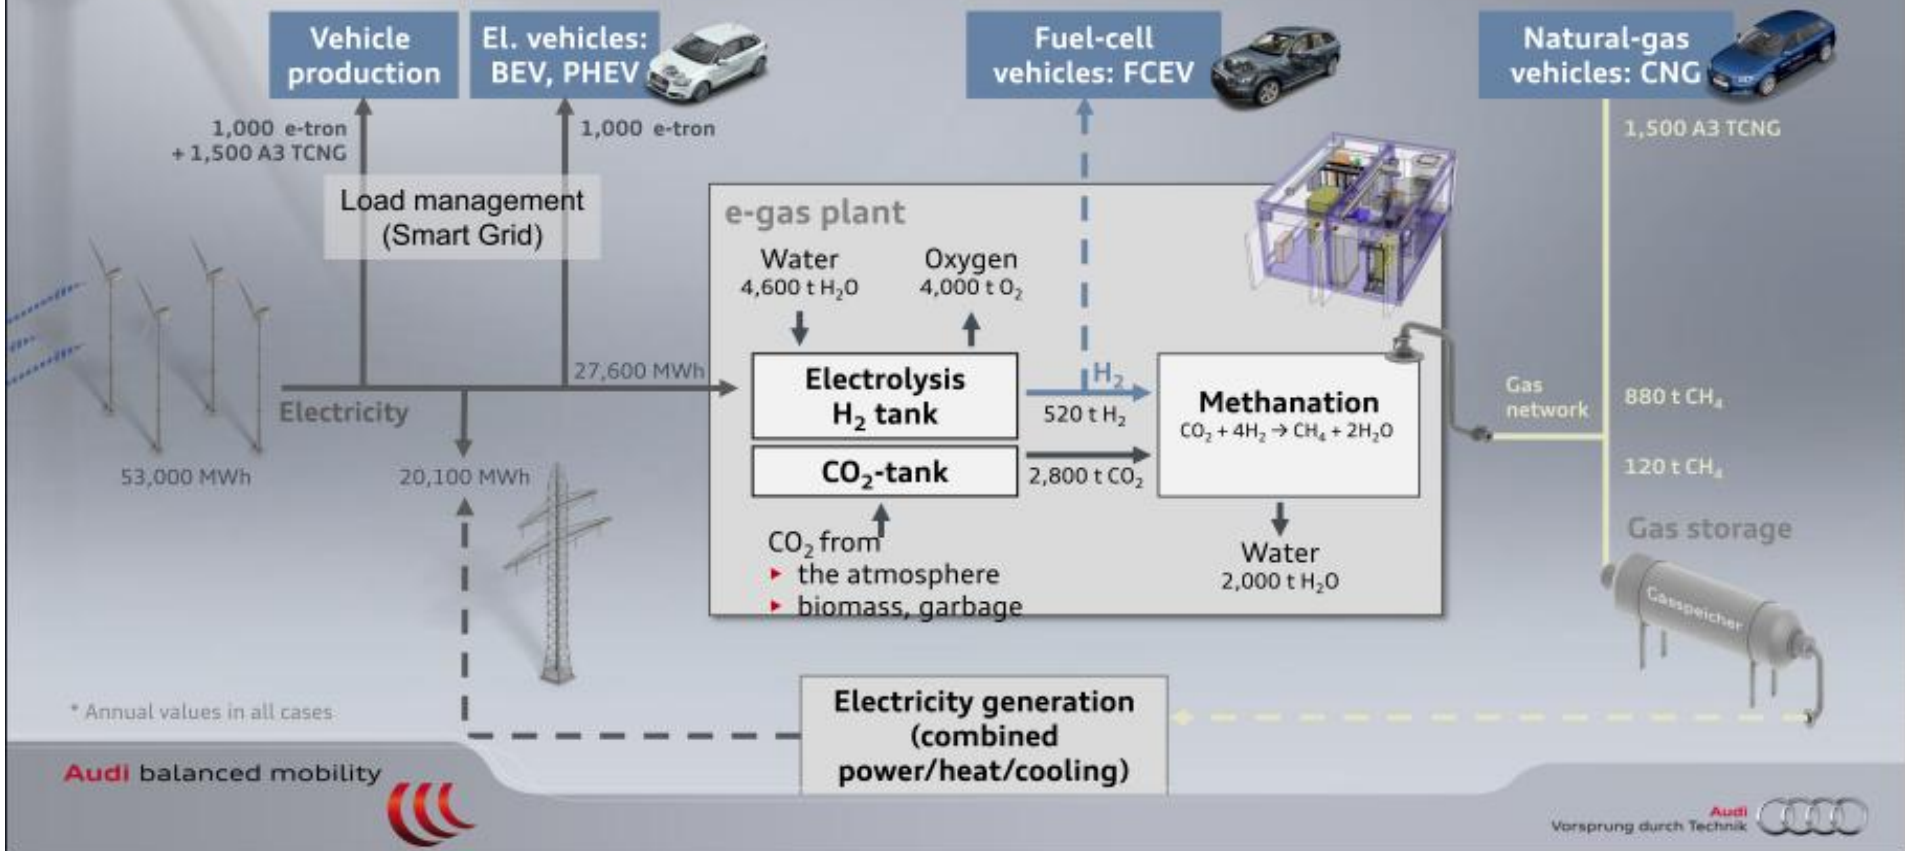 Vehicle
production
El. vehicles:
BEV, PHEV
Fuel-cell
vehicles: FCEV
Natural-gas
vehicles: CNG
1,000 e-tron
+ 1,500 A3 TCNG
1,000 e-tron
1,500 A3 TCNG
Load management
(Smart Grid)
e-gas plant
Water
4,600 t H₂O
Oxygen
4,000 t O₂
27,600 MWh
Electricity
Electrolysis
H₂ tank
H₂
520 t H₂
Methanation
CO₂ + 4H₂ → CH₄ + 2H₂O
Gas
network
880 t CH₄
53,000 MWh
20,100 MWh
CO₂-tank
2,800 t CO₂
120 t CH₄
CO₂ from
▸ the atmosphere
▸ biomass, garbage
Water
2,000 t H₂O
Gas storage
Gasspeicher
* Annual values in all cases
Electricity generation
(combined
power/heat/cooling)
Audi balanced mobility
Audi
Vorsprung durch Technik